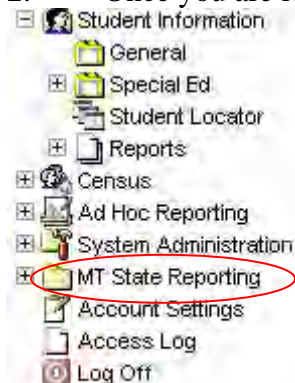 Student Information
General
Special Ed
Student Locator
Reports
Census
Ad Hoc Reporting
System Administration
MT State Reporting
Account Settings
Access Log
Log Off